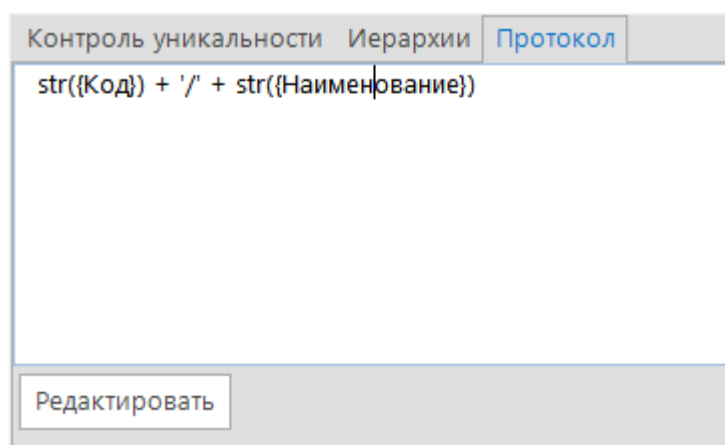 Контроль уникальности Иерархии Протокол
str({Код}) + '/' + str({Наименование})
Редактировать